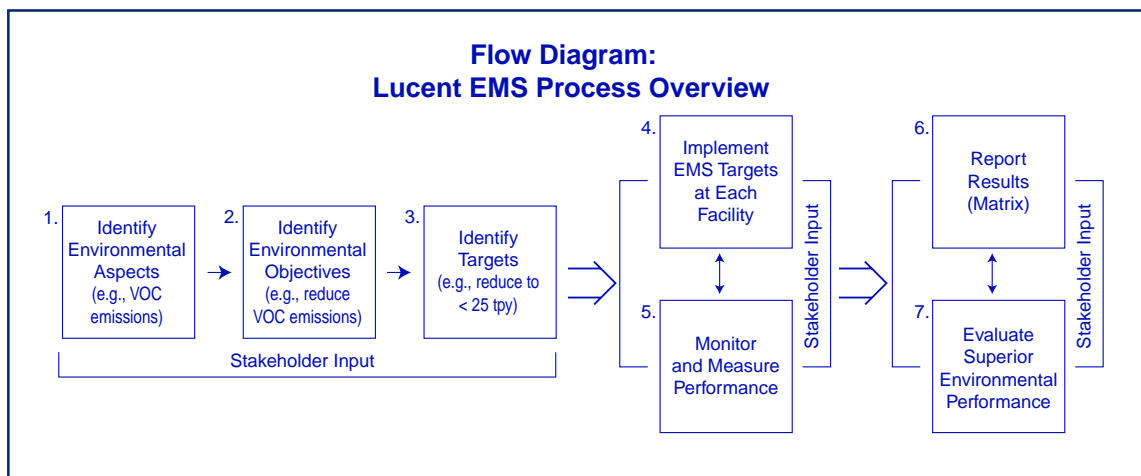 Flow Diagram:
Lucent EMS Process Overview
1.
Identify
Environmental
Aspects
(e.g., VOC
emissions)
2.
Identify
Environmental
Objectives
(e.g., reduce
VOC emissions)
3.
Identify
Targets
(e.g., reduce to
< 25 tpy)
Stakeholder Input
4.
Implement
EMS Targets
at Each
Facility
5.
Monitor
and Measure
Performance
Stakeholder Input
6.
Report
Results
(Matrix)
7.
Evaluate
Superior
Environmental
Performance
Stakeholder Input